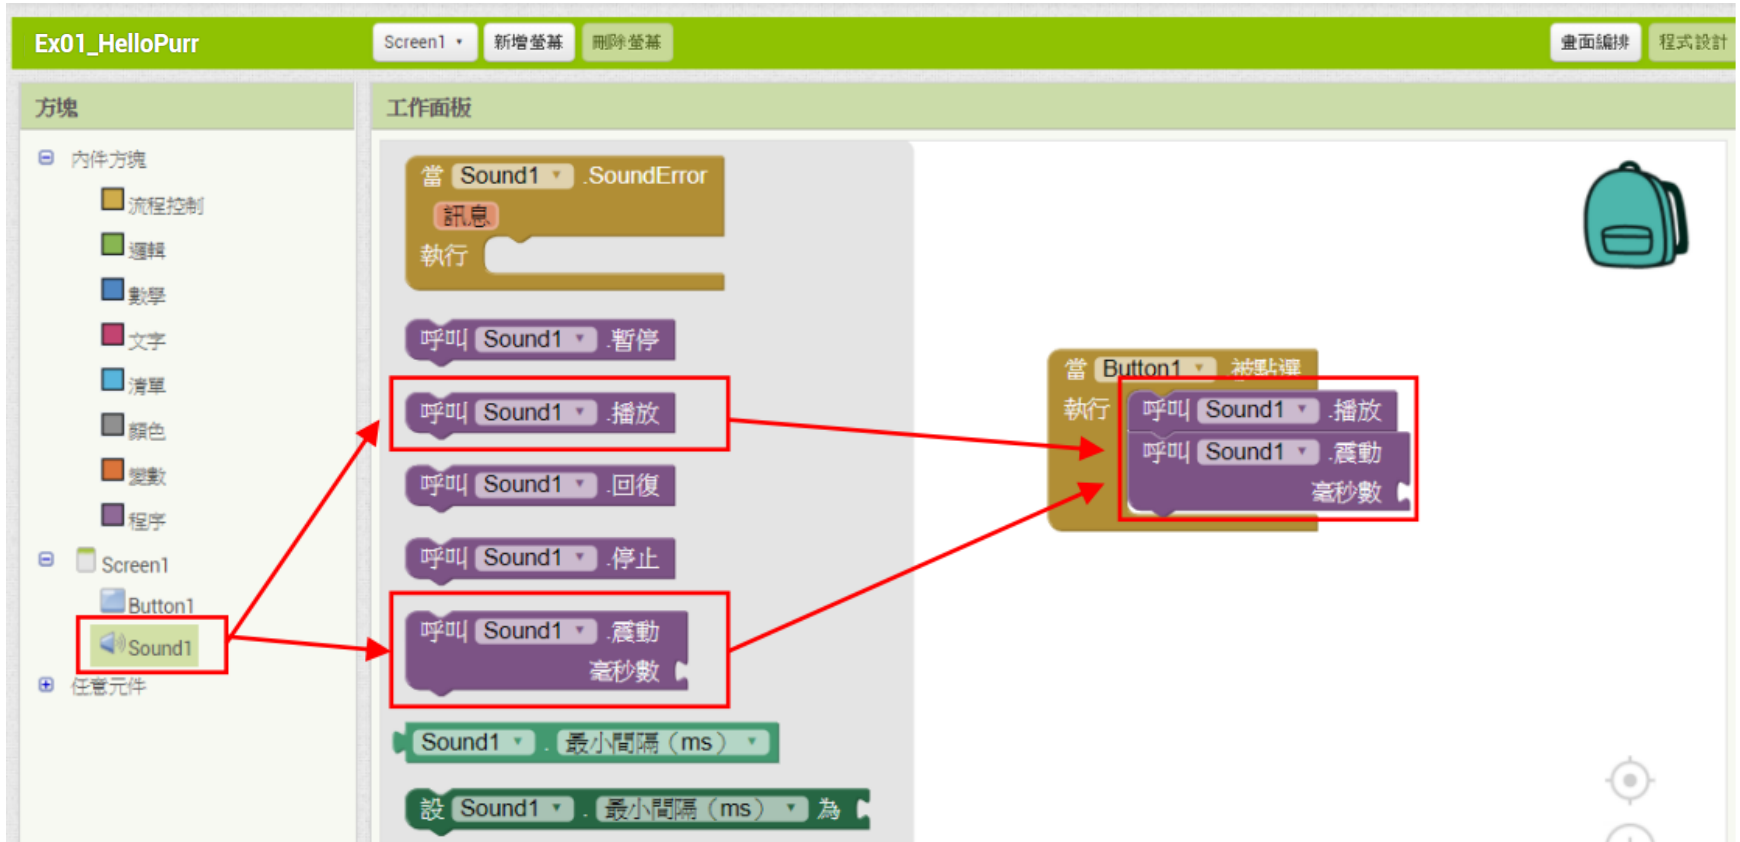 Ex01_HelloPurr Screen1 新增螢幕 刪除螢幕 畫面編排 程式設計
方塊
內件方塊
流程控制
邏輯
數學
文字
清單
顏色
變數
程序
Screen1
Button1
Sound1
任意元件
工作面板
當 Sound1 .SoundError
訊息
執行
呼叫 Sound1 .暫停
呼叫 Sound1 .播放
呼叫 Sound1 .回復
呼叫 Sound1 .停止
呼叫 Sound1 .震動
毫秒數
Sound1 . 最小間隔（ms）
設 Sound1 . 最小間隔（ms） 為
當 Button1 .被點選
執行 呼叫 Sound1 .播放
呼叫 Sound1 .震動
毫秒數